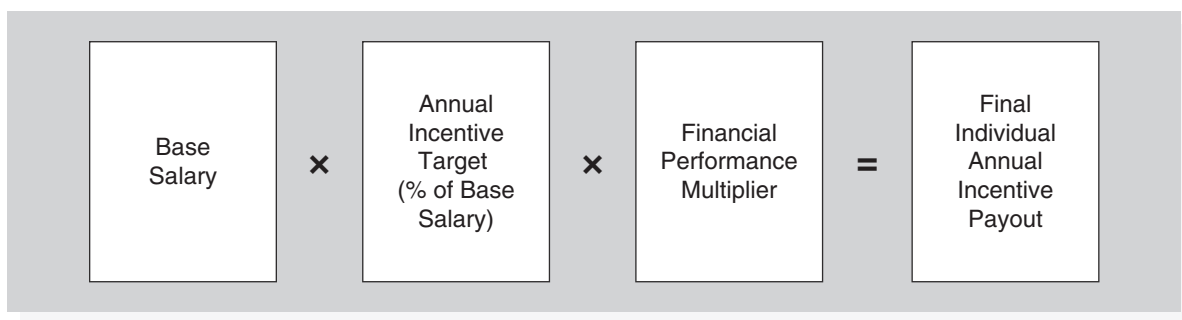 Base
Salary
×
Annual
Incentive
Target
(% of Base
Salary)
×
Financial
Performance
Multiplier
=
Final
Individual
Annual
Incentive
Payout